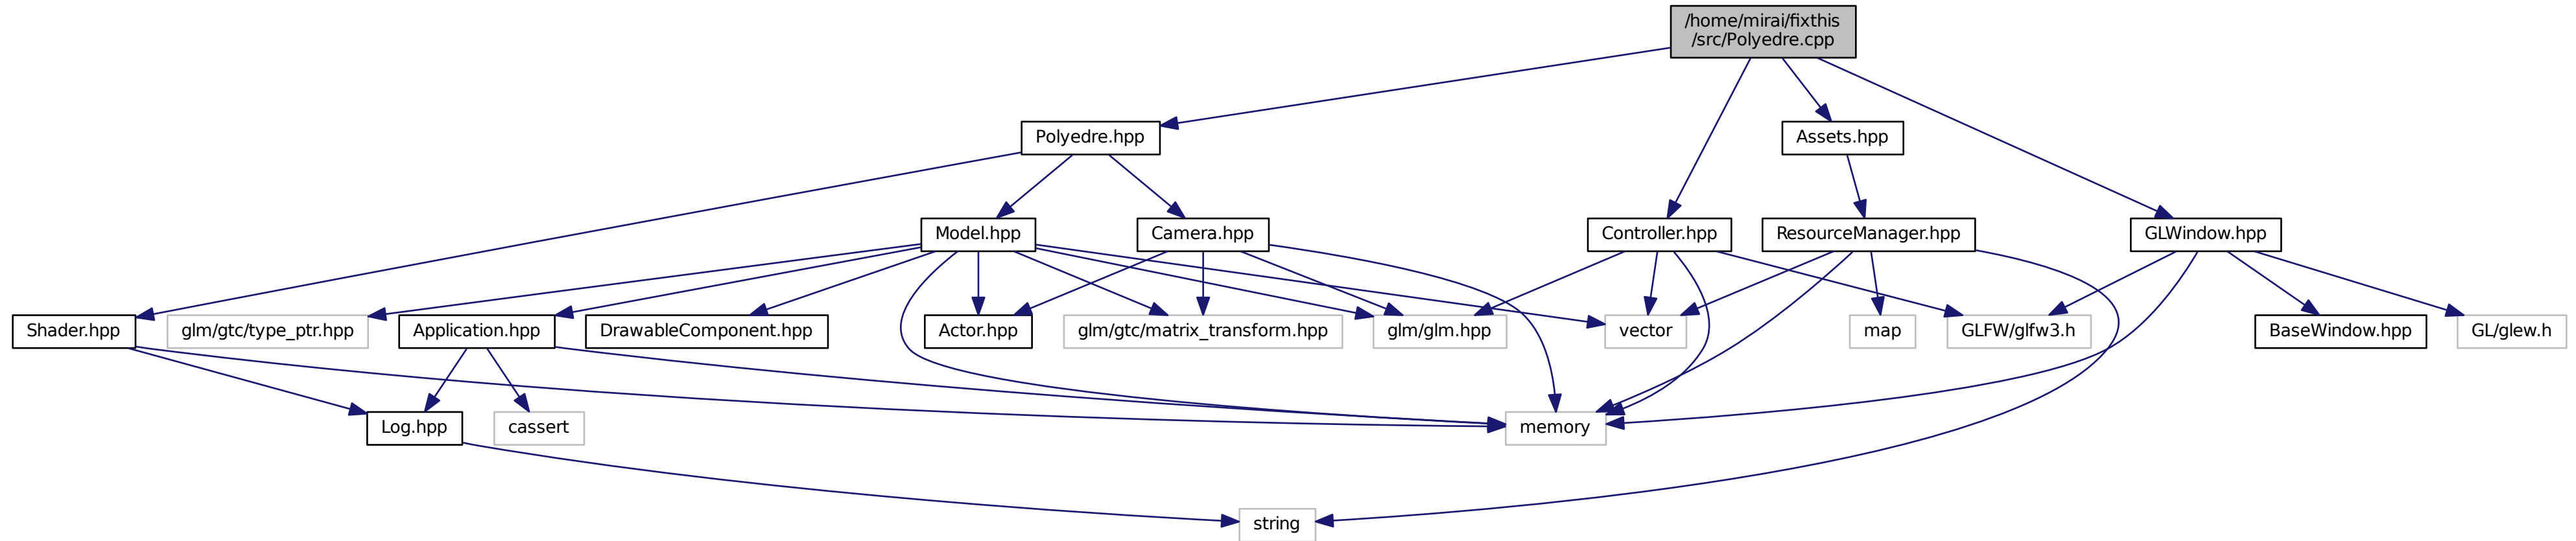 /home/mirai/fixthis
/src/Polyedre.cpp
Polyedre.hpp
Assets.hpp
Model.hpp
Camera.hpp
Controller.hpp
ResourceManager.hpp
GLWindow.hpp
Shader.hpp
glm/gtc/type_ptr.hpp
Application.hpp
DrawableComponent.hpp
Actor.hpp
glm/gtc/matrix_transform.hpp
glm/glm.hpp
vector
map
GLFW/glfw3.h
BaseWindow.hpp
GL/glew.h
Log.hpp
cassert
memory
string